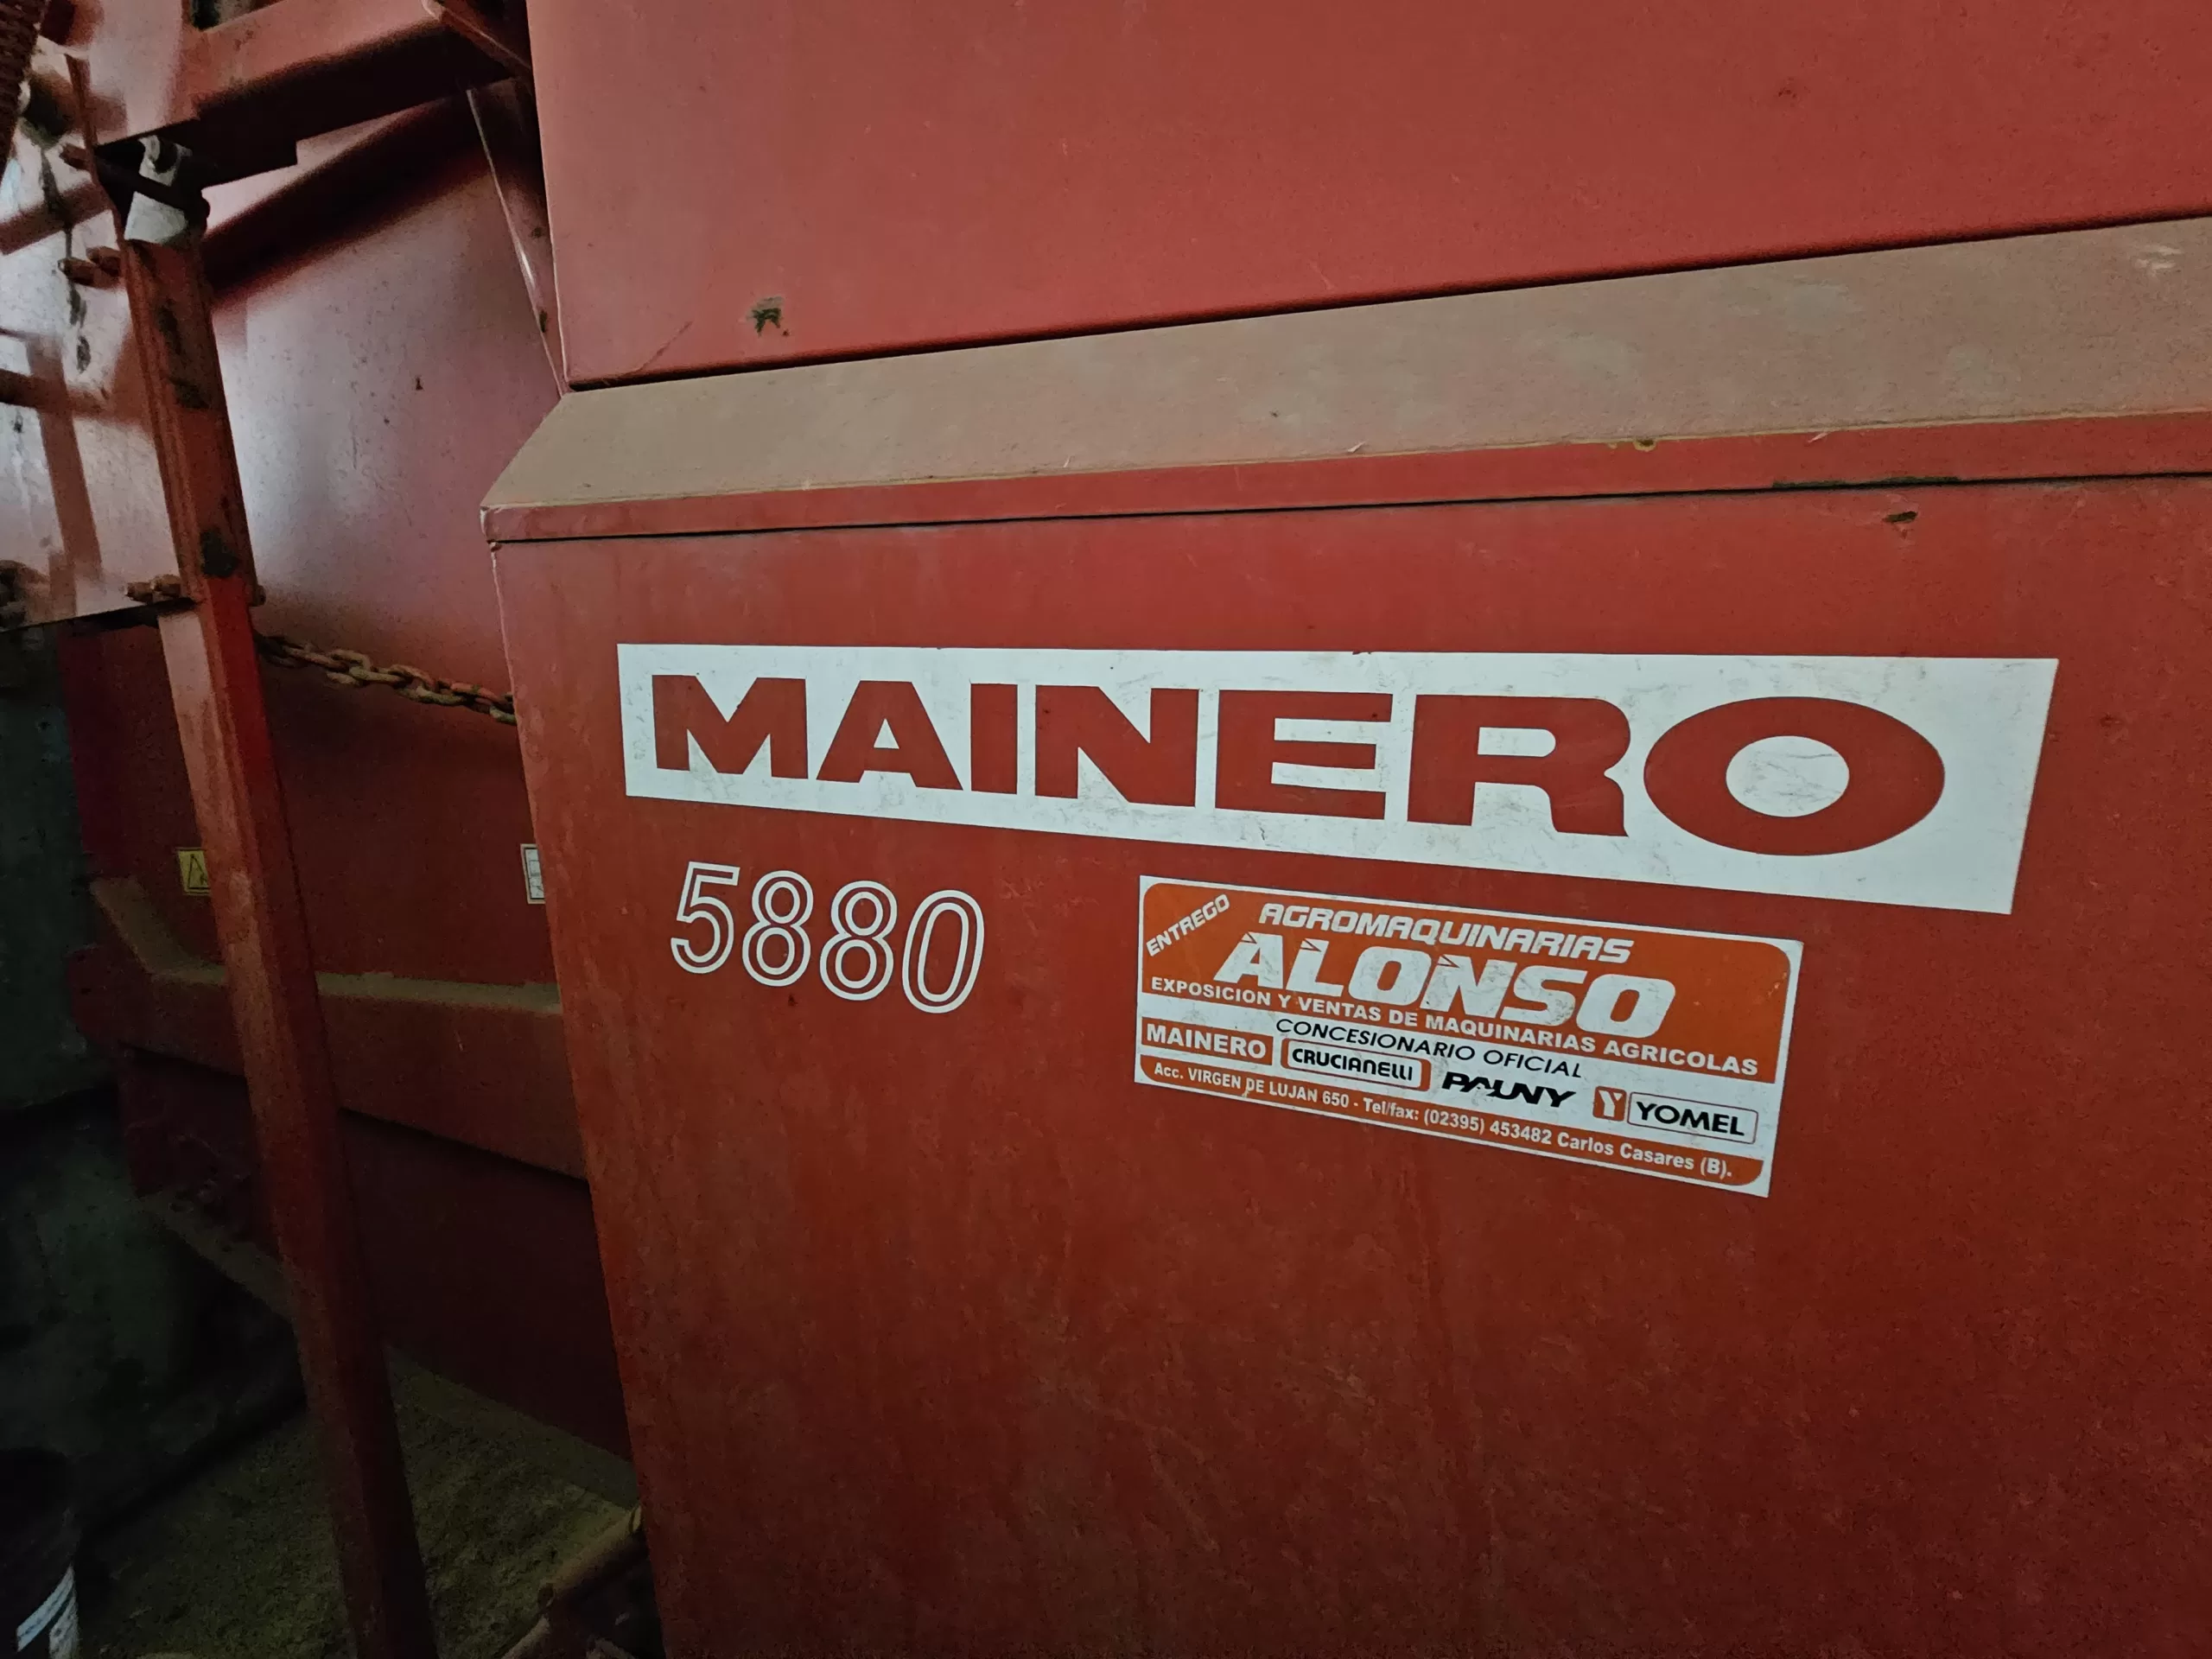 MAINERO
5880
ENTREGO
AGROMAQUINARIAS
ALONSO
EXPOSICION Y VENTAS DE MAQUINARIAS AGRICOLAS
CONCESIONARIO OFICIAL
MAINERO CRUCIANELLI PAUNY Y YOMEL
Acc. VIRGEN DE LUJAN 650 - Tel/fax: (02395) 453482 Carlos Casares (B).